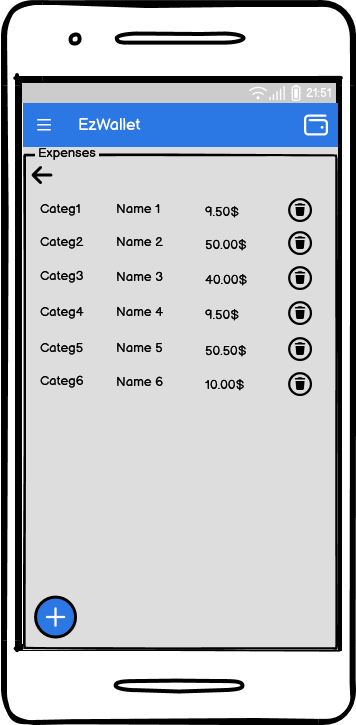 21:51
EzWallet
Expenses
Categ1 Name 1 9.50$
Categ2 Name 2 50.00$
Categ3 Name 3 40.00$
Categ4 Name 4 9.50$
Categ5 Name 5 50.50$
Categ6 Name 6 10.00$